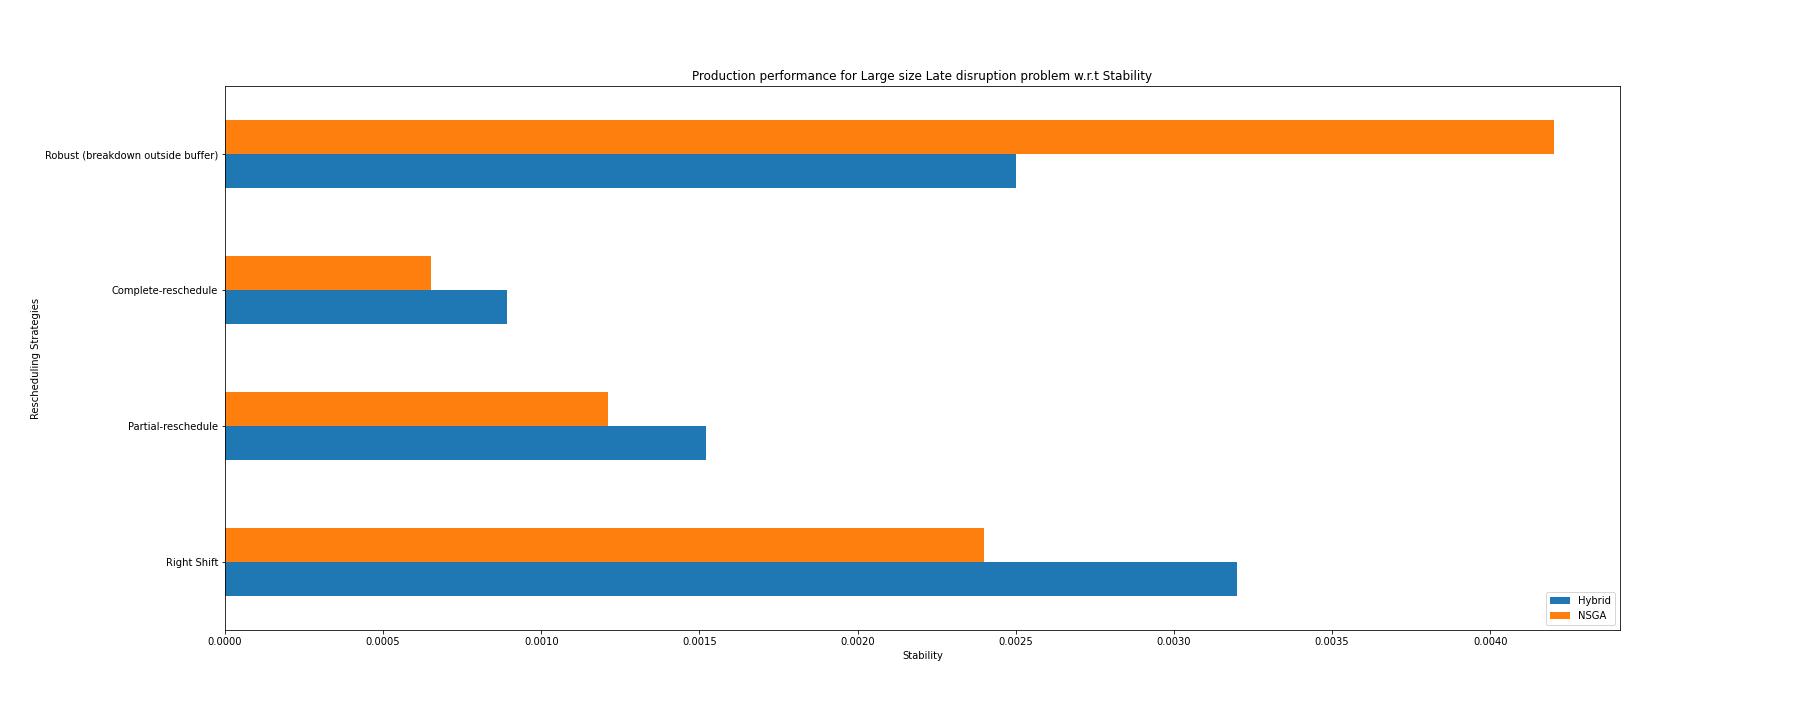 Production performance for Large size Late disruption problem w.r.t Stability
Rescheduling Strategies
Robust (breakdown outside buffer)
Complete-reschedule
Partial-reschedule
Right Shift
0.0000 0.0005 0.0010 0.0015 0.0020 0.0025 0.0030 0.0035 0.0040
Stability
Hybrid
NSGA